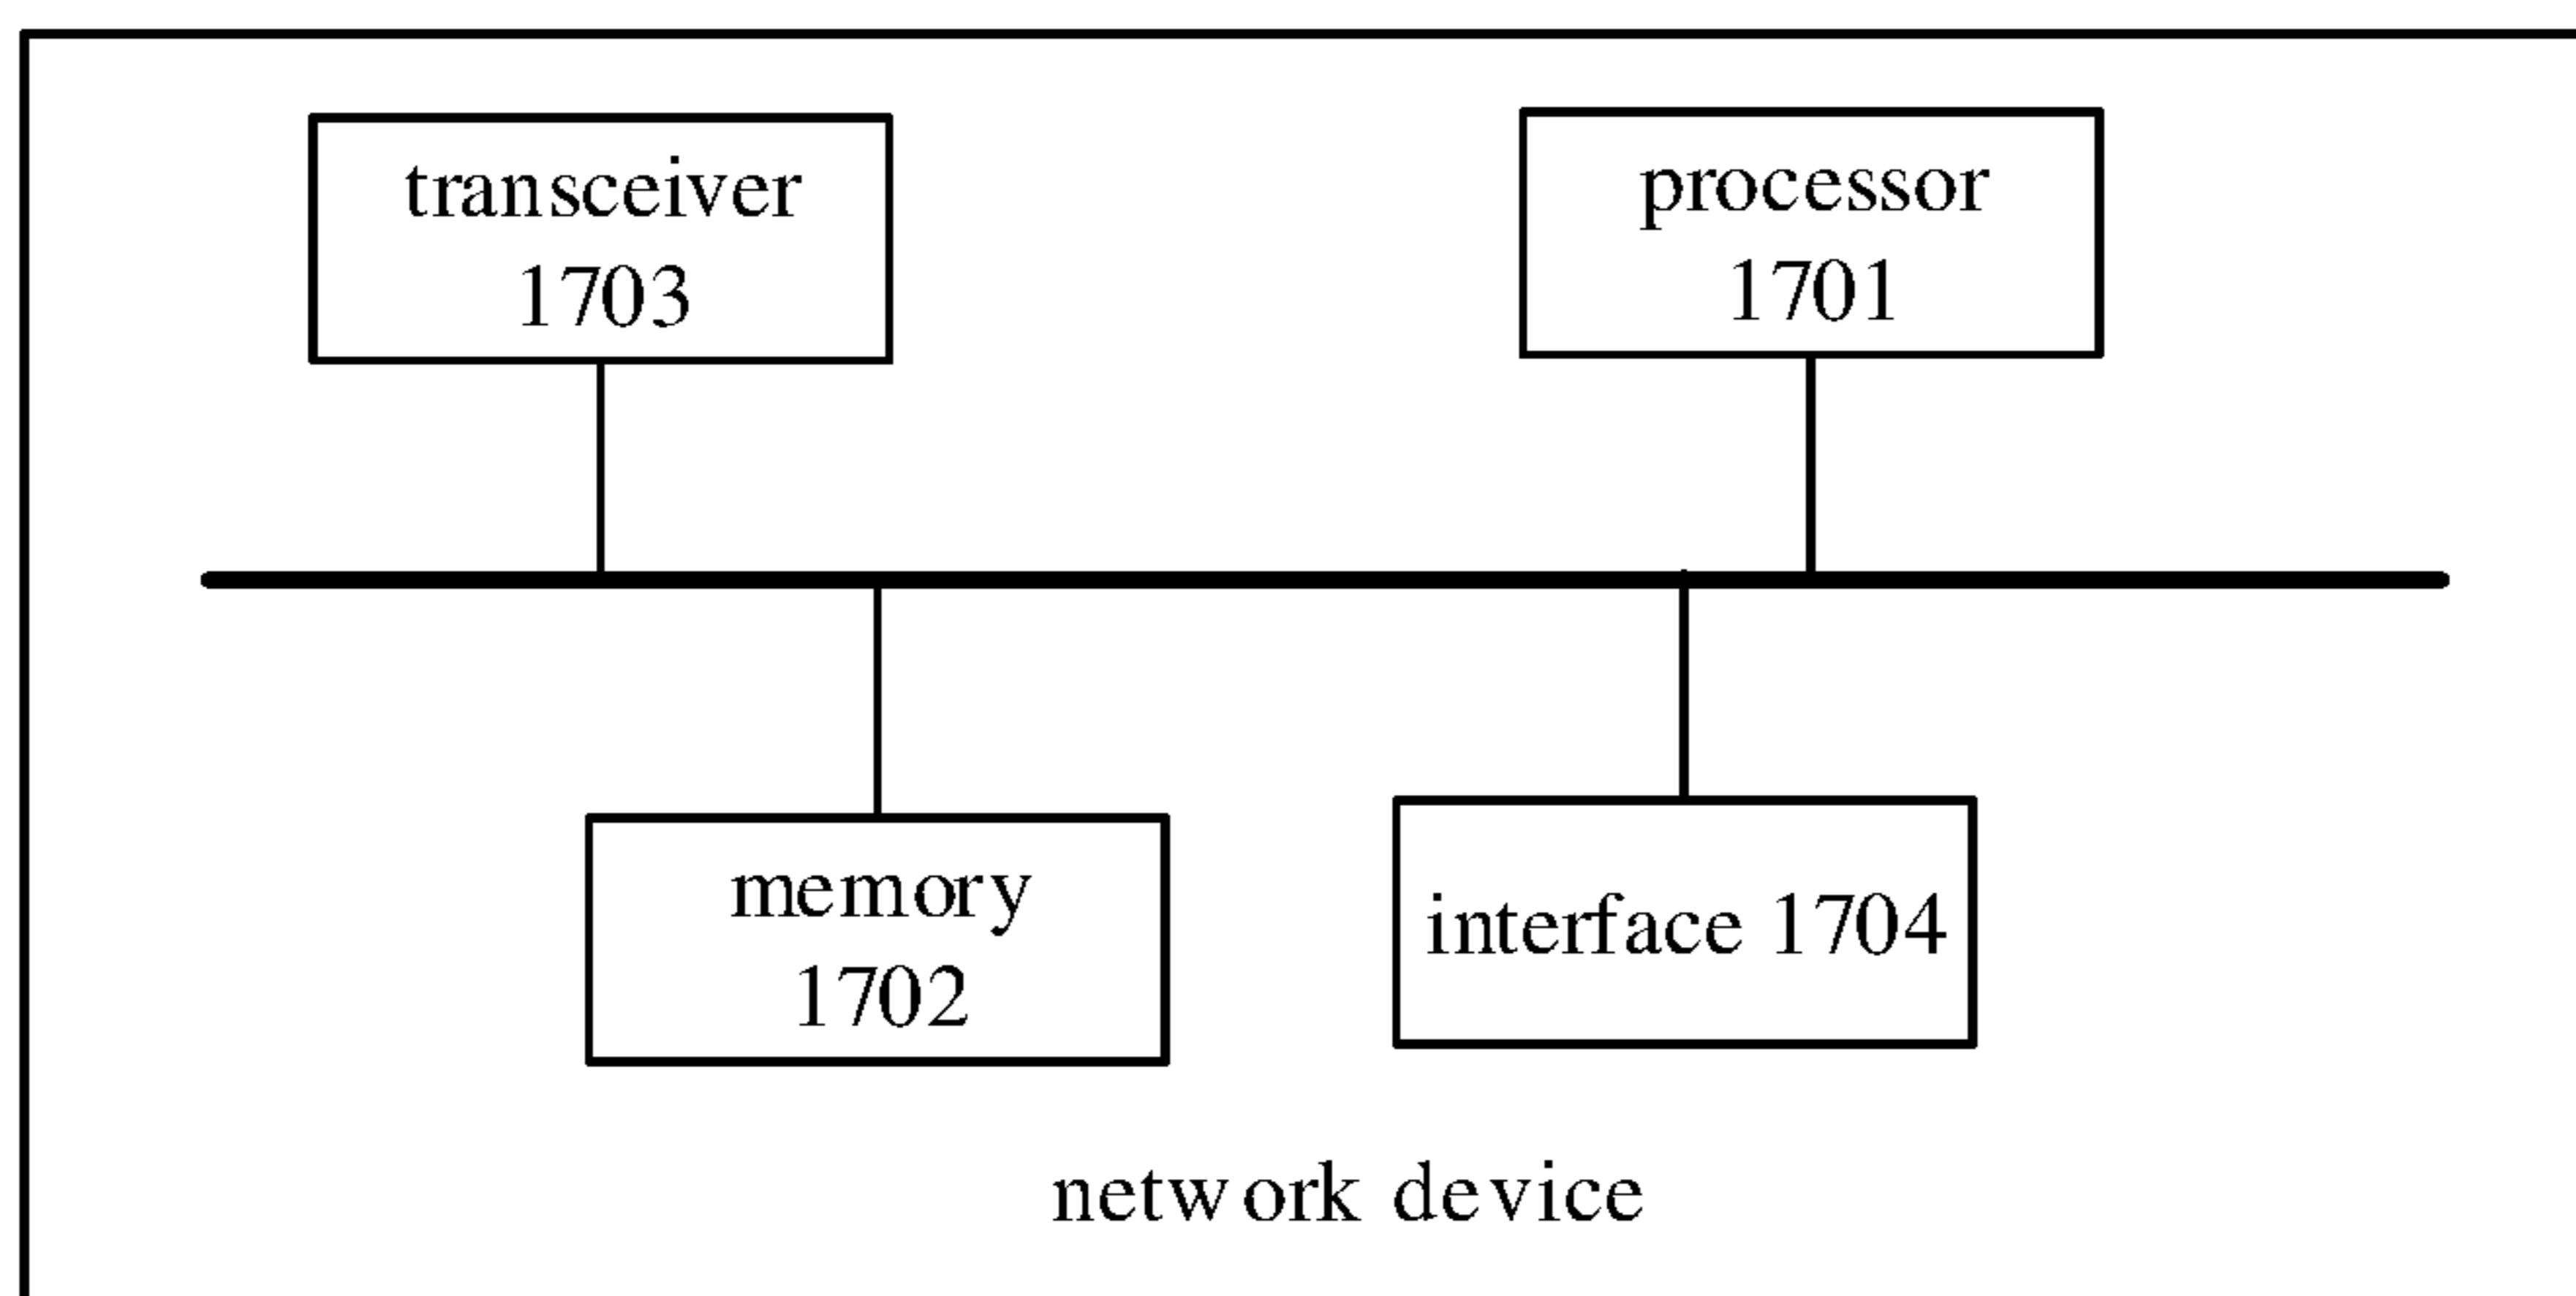 transceiver
1703
processor
1701
memory
1702
interface 1704
network device